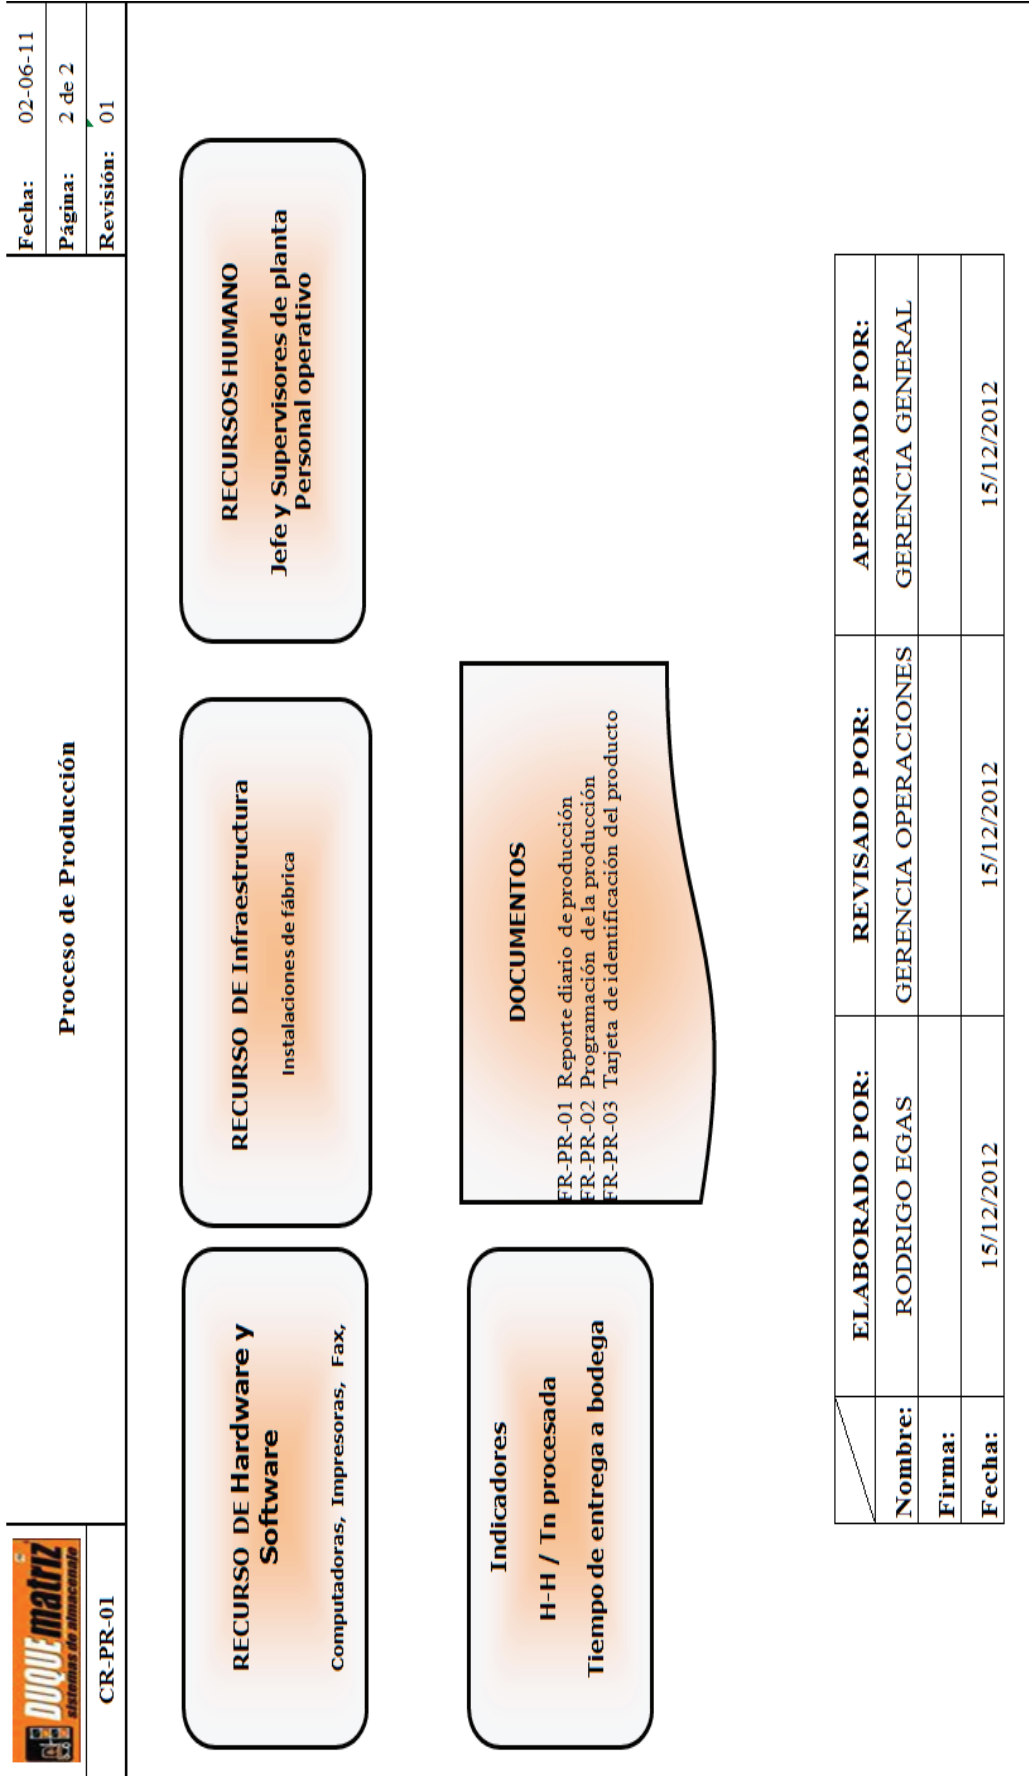 DUQUE matriz
sistemas de almacenaje
CR-PR-01
Proceso de Producción
Fecha: 02-06-11
Página: 2 de 2
Revisión: 01
RECURSO DE Hardware y
Software
Computadoras, Impresoras, Fax,
RECURSO DE Infraestructura
Instalaciones de fábrica
RECURSOS HUMANO
Jefe y Supervisores de planta
Personal operativo
Indicadores
H-H / Tn procesada
Tiempo de entrega a bodega
DOCUMENTOS
FR-PR-01 Reporte diario de producción
FR-PR-02 Programación de la producción
FR-PR-03 Tarjeta de identificación del producto
ELABORADO POR: REVISADO POR: APROBADO POR:
Nombre: RODRIGO EGAS GERENCIA OPERACIONES GERENCIA GENERAL
Firma:
Fecha: 15/12/2012 15/12/2012 15/12/2012